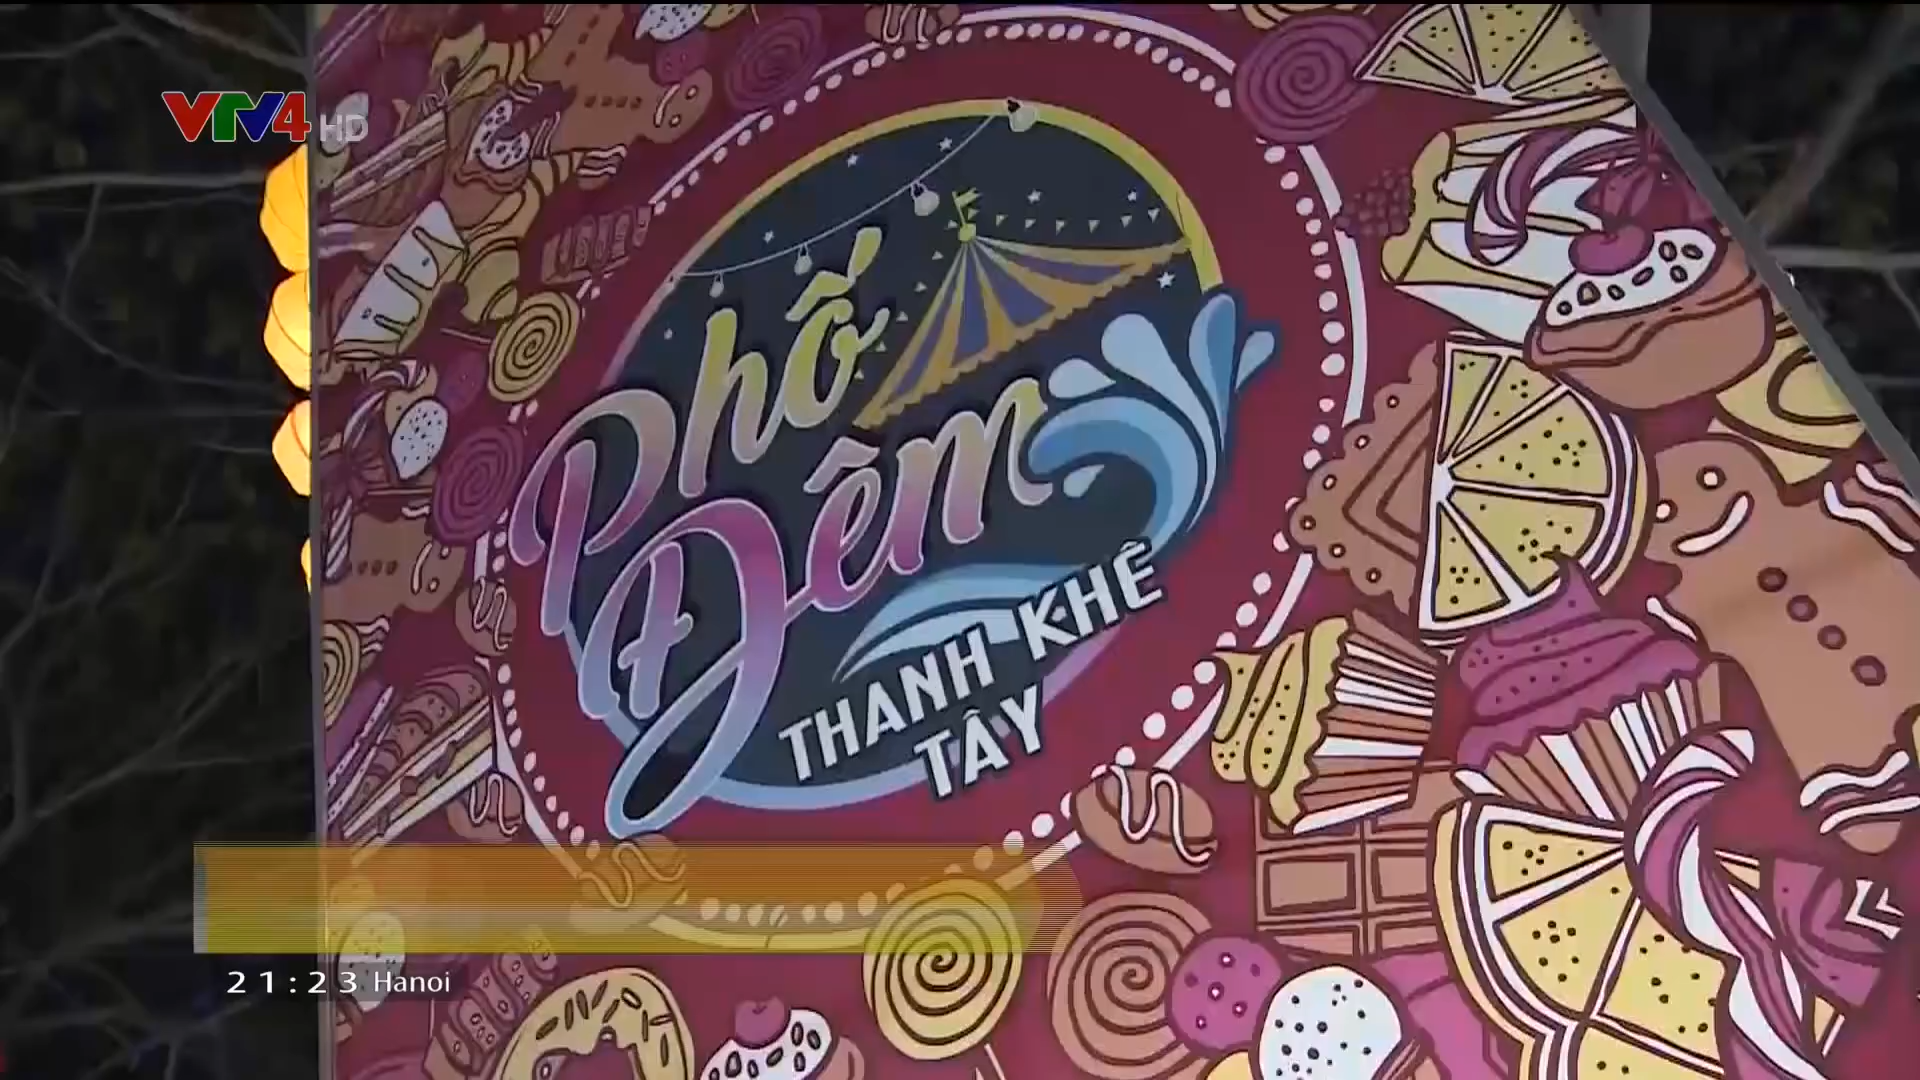 VTV4 HD
Phố
Đêm
THANH KHÊ
TÂY
21:23 Hanoi